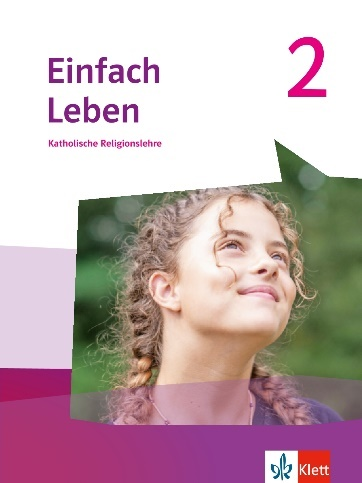 Einfach
Leben
2
Katholische Religionslehre
Klett